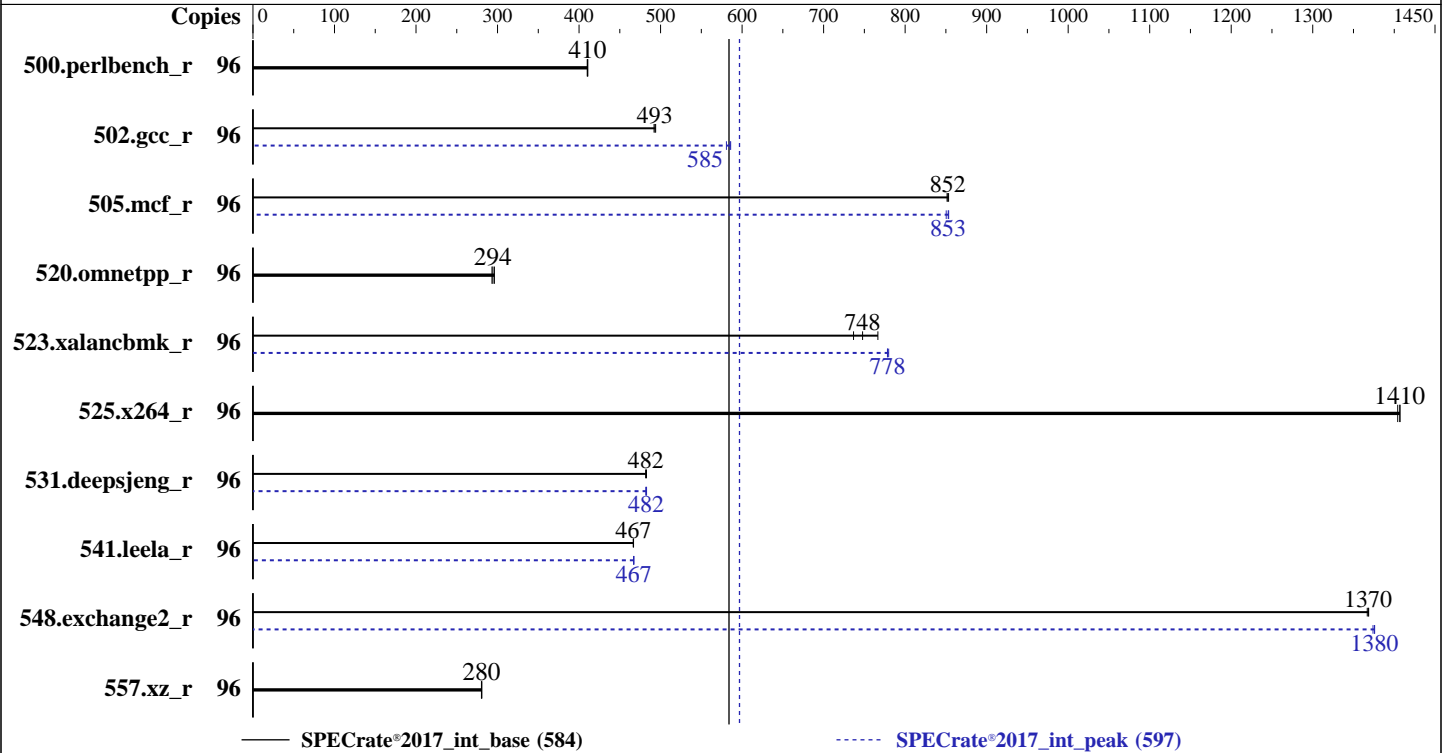 Copies 0 100 200 300 400 500 600 700 800 900 1000 1100 1200 1300 1450
500.perlbench_r 96 410
502.gcc_r 96 493
585
505.mcf_r 96 852
853
520.omnetpp_r 96 294
523.xalancbmk_r 96 748
778
525.x264_r 96 1410
531.deepsjeng_r 96 482
482
541.leela_r 96 467
467
548.exchange2_r 96 1370
1380
557.xz_r 96 280
SPECrate®2017_int_base (584) SPECrate®2017_int_peak (597)